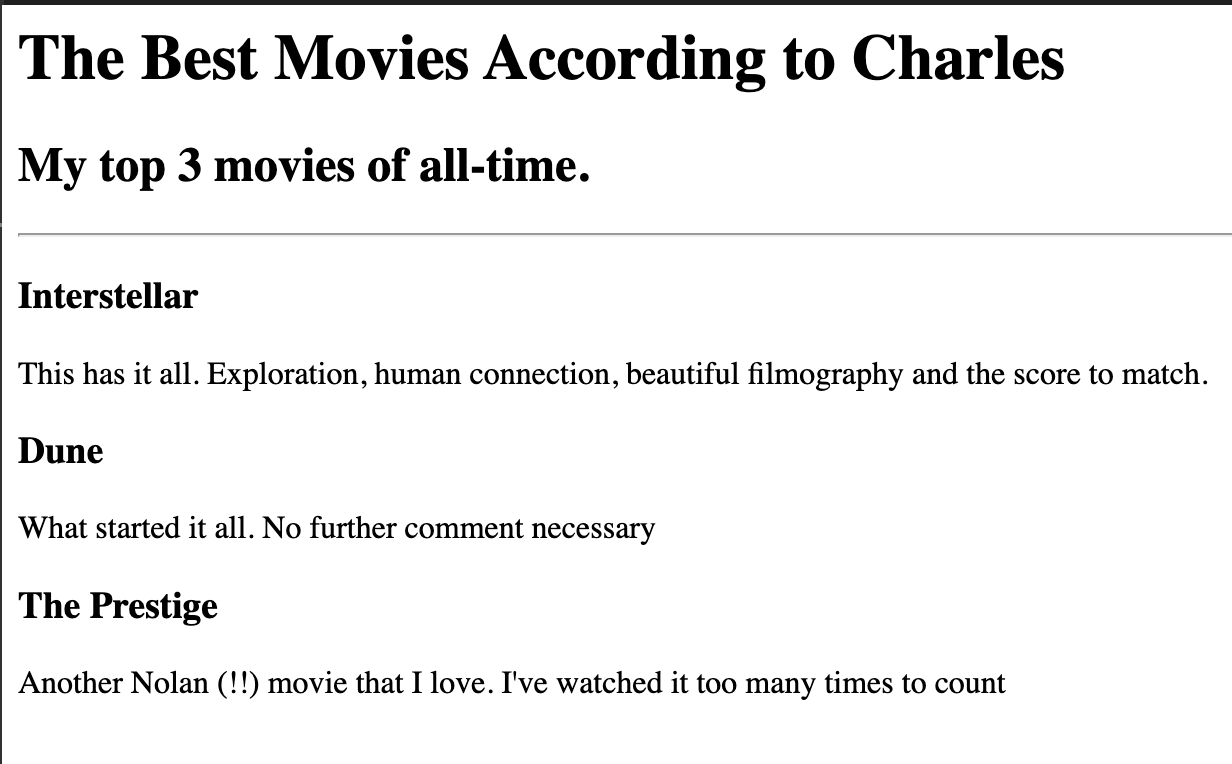 The Best Movies According to Charles
My top 3 movies of all-time.
Interstellar
This has it all. Exploration, human connection, beautiful filmography and the score to match.
Dune
What started it all. No further comment necessary
The Prestige
Another Nolan (!!) movie that I love. I've watched it too many times to count